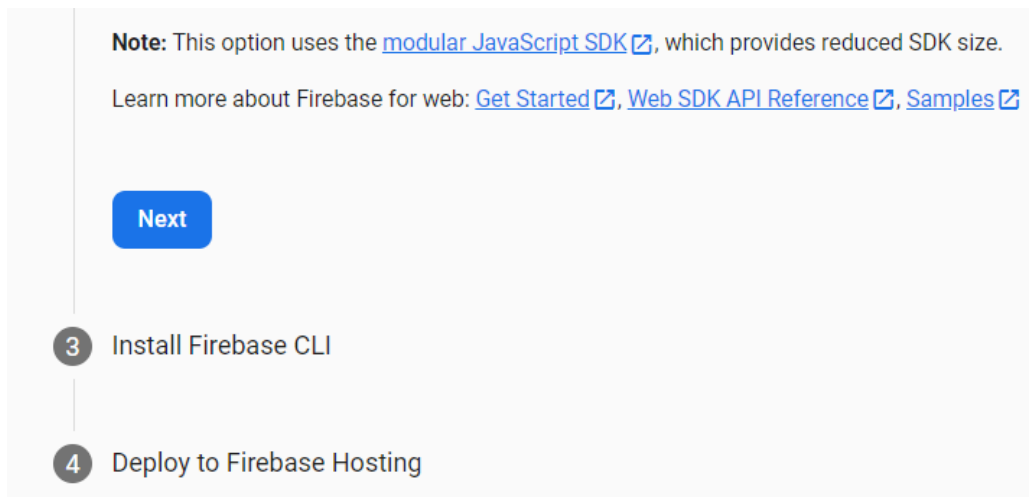 Note: This option uses the modular JavaScript SDK, which provides reduced SDK size.
Learn more about Firebase for web: Get Started, Web SDK API Reference, Samples
Next
3 Install Firebase CLI
4 Deploy to Firebase Hosting